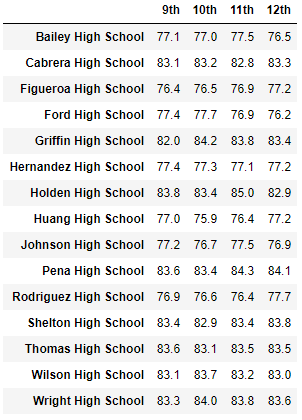 9th 10th 11th 12th
Bailey High School 77.1 77.0 77.5 76.5
Cabrera High School 83.1 83.2 82.8 83.3
Figueroa High School 76.4 76.5 76.9 77.2
Ford High School 77.4 77.7 76.9 76.2
Griffin High School 82.0 84.2 83.8 83.4
Hernandez High School 77.4 77.3 77.1 77.2
Holden High School 83.8 83.4 85.0 82.9
Huang High School 77.0 75.9 76.4 77.2
Johnson High School 77.2 76.7 77.5 76.9
Pena High School 83.6 83.4 84.3 84.1
Rodriguez High School 76.9 76.6 76.4 77.7
Shelton High School 83.4 82.9 83.4 83.8
Thomas High School 83.6 83.1 83.5 83.5
Wilson High School 83.1 83.7 83.2 83.0
Wright High School 83.3 84.0 83.8 83.6